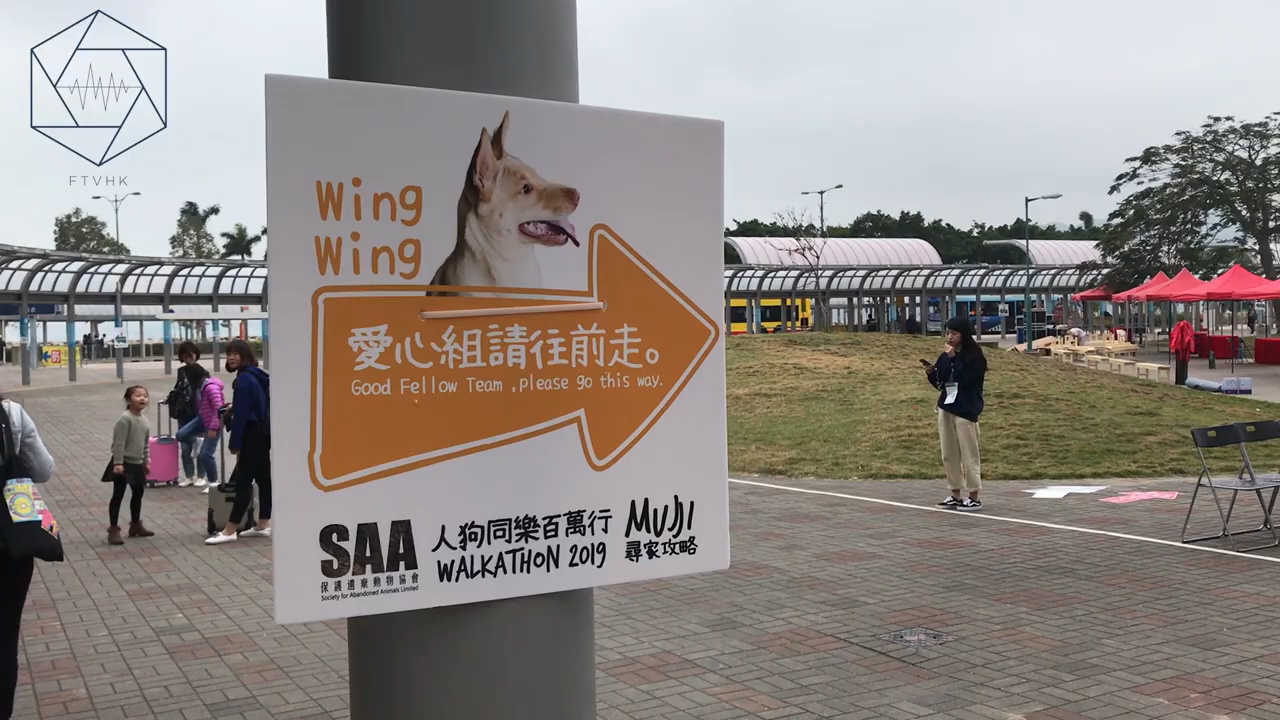 FTVHK
Wing
Wing
愛心組請往前走。
Good Fellow Team ,please go this way.
SAA
保護遺棄動物協會
Society for Abandoned Animals Limited
人狗同樂百萬行
WALKATHON 2019
MUJI
尋家攻略